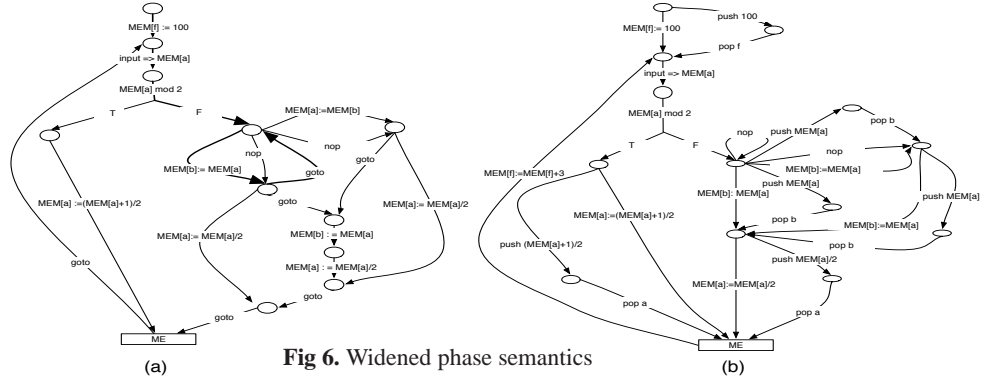 MEM[f] := 100
input => MEM[a]
MEM[a] mod 2
T
F
MEM[a]:=MEM[b]
nop
nop
goto
MEM[b]:= MEM[a]
goto
goto
MEM[a] :=(MEM[a]+1)/2
MEM[a]:= MEM[a]/2
MEM[a]:= MEM[a]/2
MEM[b] : = MEM[a]
MEM[a] : = MEM[a]/2
goto
goto
goto
ME
(a)
push 100
MEM[f]:= 100
pop f
input => MEM[a]
MEM[a] mod 2
T
F
nop
push MEM[a]
pop b
nop
MEM[b]:=MEM[a]
push MEM[a]
MEM[f]:=MEM[f]+3
MEM[b]: MEM[a]
push MEM[a]
MEM[a]:=(MEM[a]+1)/2
pop b
MEM[b]:=MEM[a]
pop b
push (MEM[a]+1)/2
push MEM[a]/2
MEM[a]:=MEM[a]/2
pop a
pop a
ME
(b)
Fig 6. Widened phase semantics